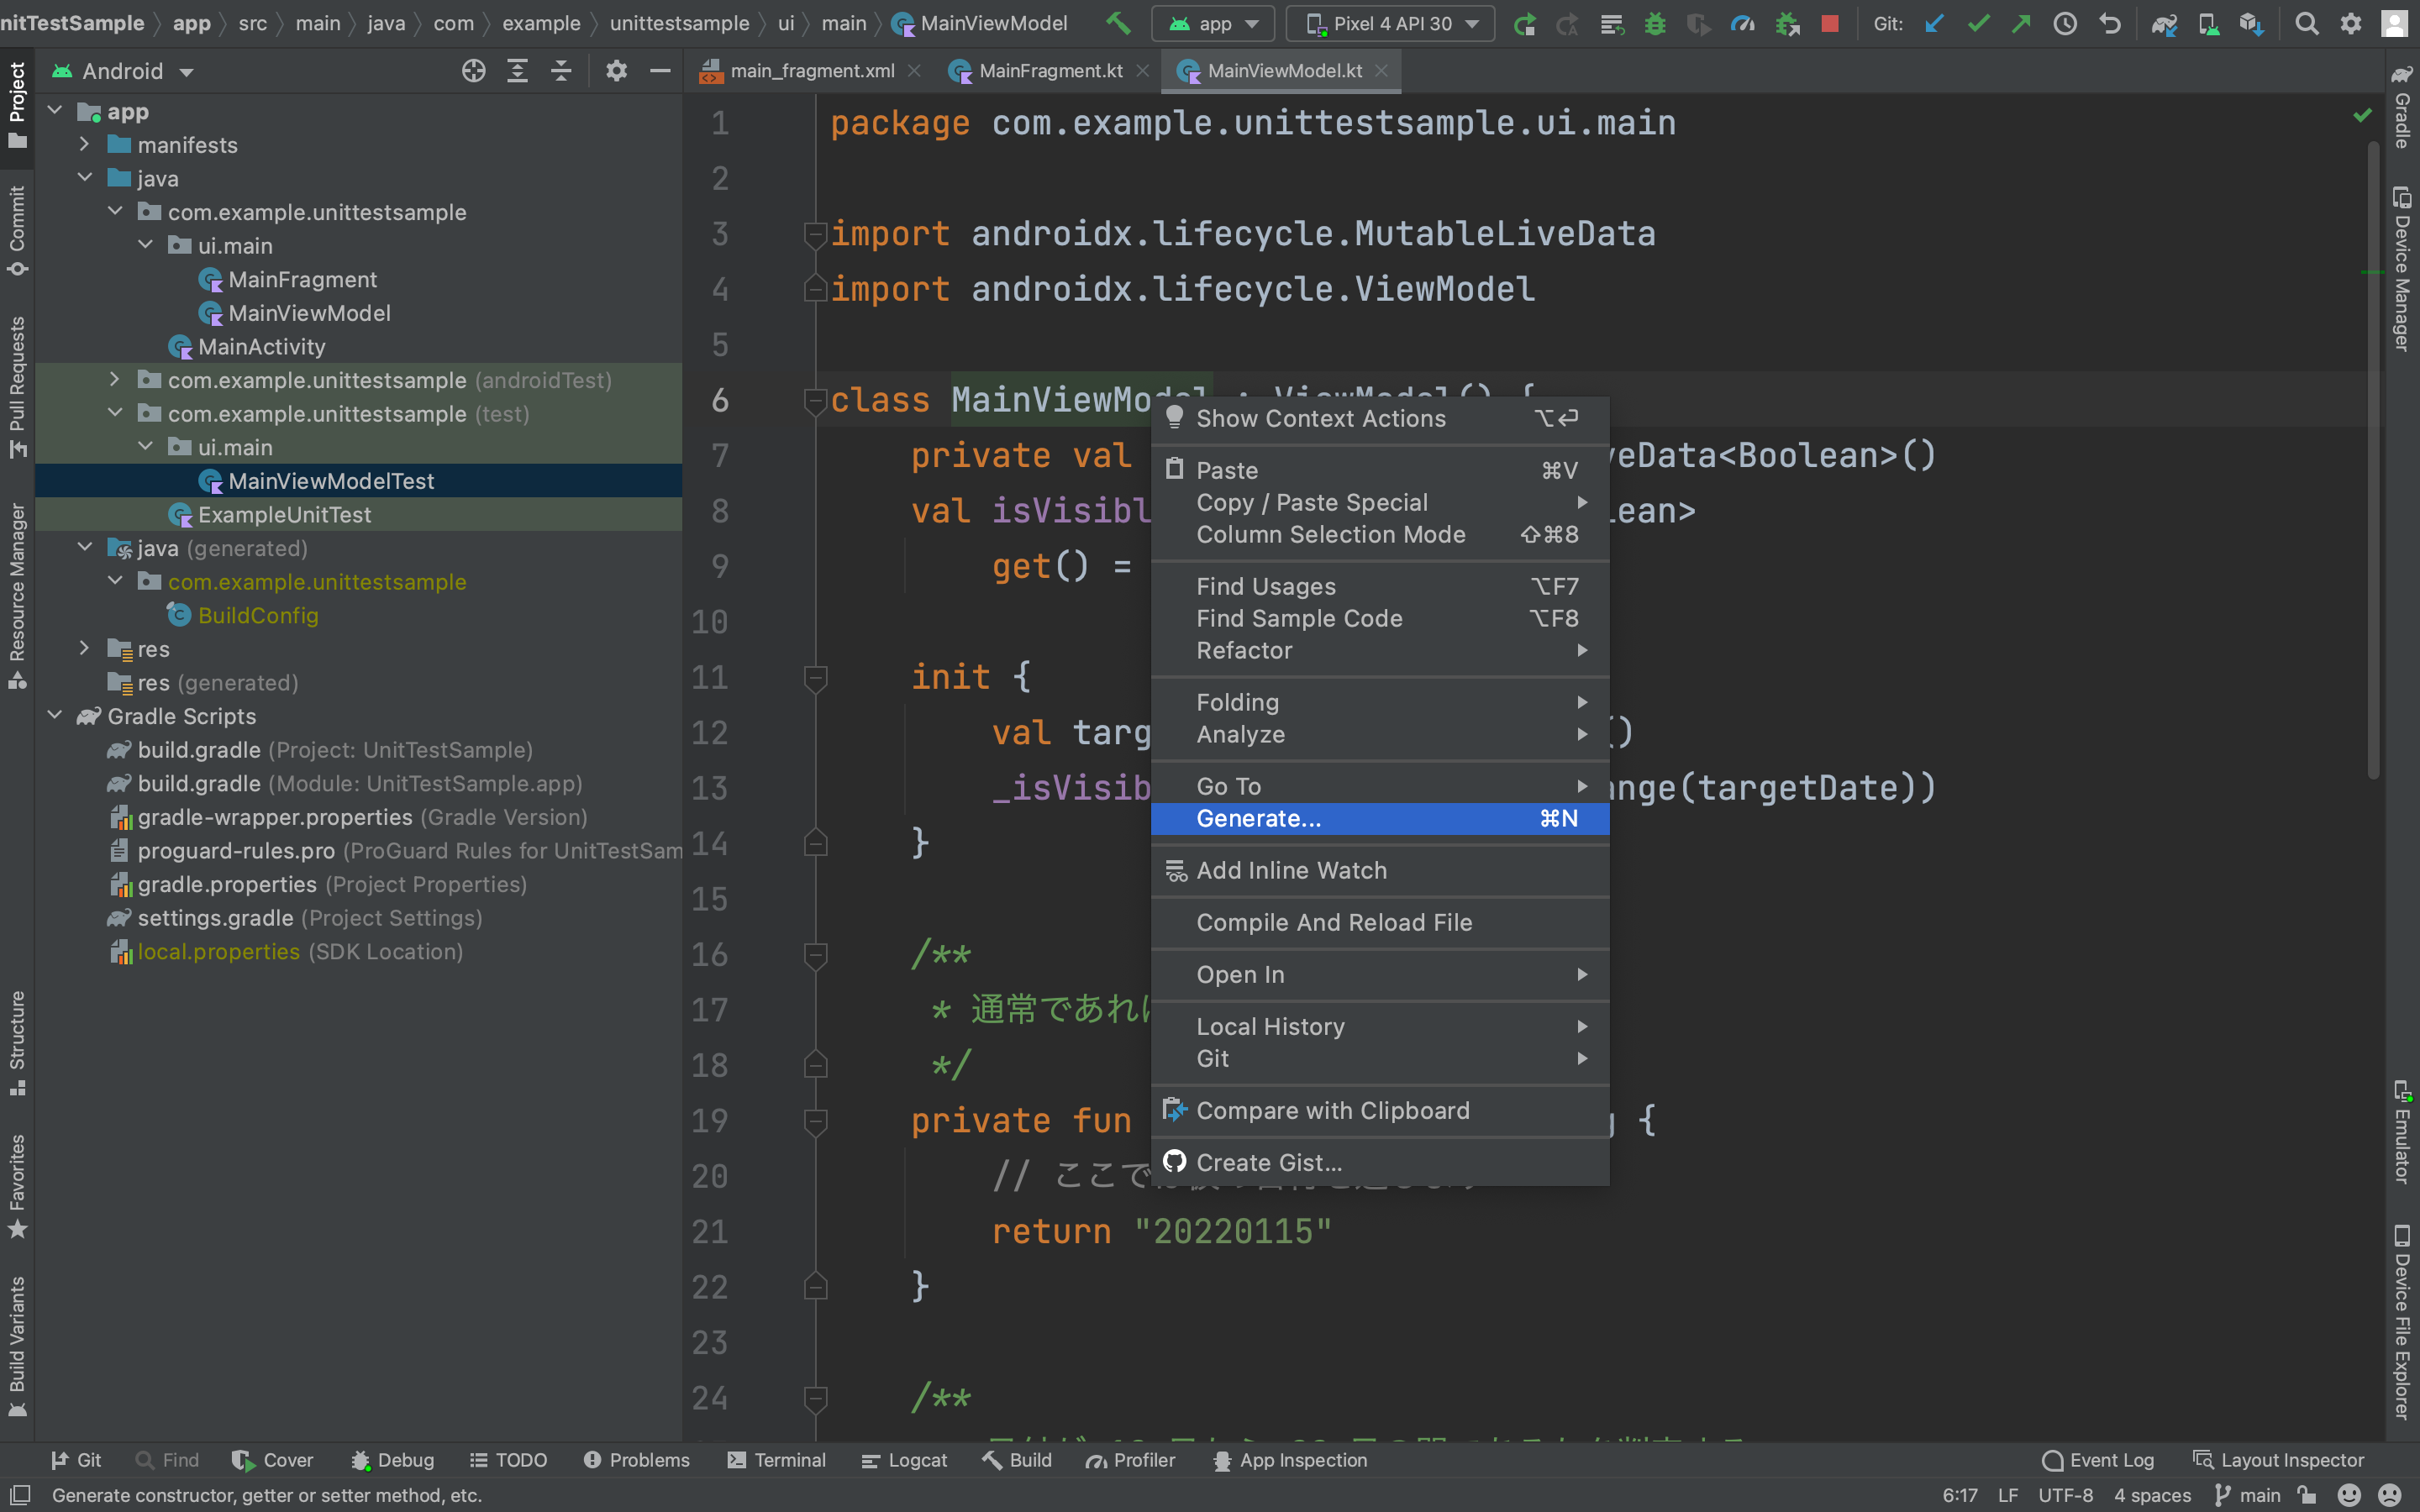 nitTestSample app src main java com example unittestsample ui main MainViewModel app Pixel 4 API 30 Git:
Android
main_fragment.xml MainFragment.kt MainViewModel.kt
Project
Commit
Pull Requests
Resource Manager
Structure
Favorites
Build Variants
app
manifests
java
com.example.unittestsample
ui.main
MainFragment
MainViewModel
MainActivity
com.example.unittestsample (androidTest)
com.example.unittestsample (test)
ui.main
MainViewModelTest
ExampleUnitTest
java (generated)
com.example.unittestsample
BuildConfig
res
res (generated)
Gradle Scripts
build.gradle (Project: UnitTestSample)
build.gradle (Module: UnitTestSample.app)
gradle-wrapper.properties (Gradle Version)
proguard-rules.pro (ProGuard Rules for UnitTestSam
gradle.properties (Project Properties)
settings.gradle (Project Settings)
local.properties (SDK Location)
1 package com.example.unittestsample.ui.main
2
3 import androidx.lifecycle.MutableLiveData
4 import androidx.lifecycle.ViewModel
5
6 class MainViewModel : ViewModel() {
7 private val eData<Boolean>()
8 val isVisibl lean>
9 get() =
10
11 init {
12 val targ ()
13 _isVisib nge(targetDate))
14 }
15
16 /**
17 * 通常であれ
18 */
19 private fun {
20 // ここで
21 return "20220115"
22 }
23
24 /**
Show Context Actions ⌥⏎
Paste ⌘V
Copy / Paste Special
Column Selection Mode ⇧⌘8
Find Usages ⌥F7
Find Sample Code ⌥F8
Refactor
Folding
Analyze
Go To
Generate... ⌘N
Add Inline Watch
Compile And Reload File
Open In
Local History
Git
Compare with Clipboard
Create Gist...
Gradle
Device Manager
Emulator
Device File Explorer
Git Find Cover Debug TODO Problems Terminal Logcat Build Profiler App Inspection Event Log Layout Inspector
Generate constructor, getter or setter method, etc. 6:17 LF UTF-8 4 spaces main